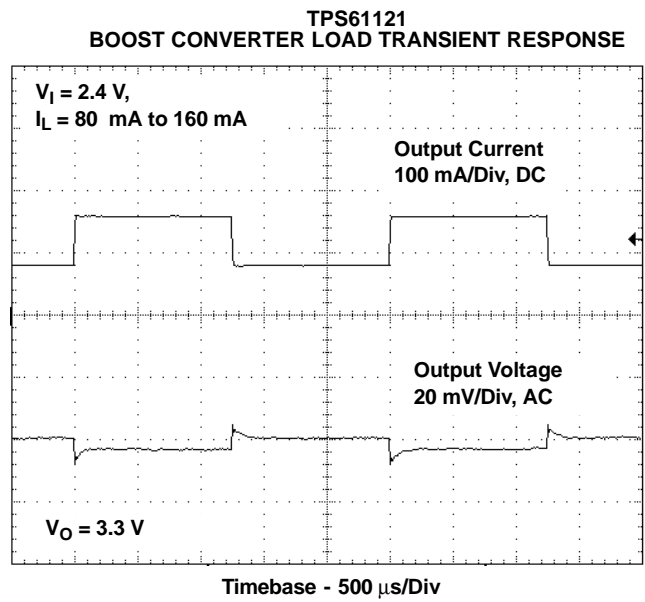 TPS61121
BOOST CONVERTER LOAD TRANSIENT RESPONSE
VI = 2.4 V,
IL = 80 mA to 160 mA
Output Current
100 mA/Div, DC
Output Voltage
20 mV/Div, AC
VO = 3.3 V
Timebase - 500 μs/Div